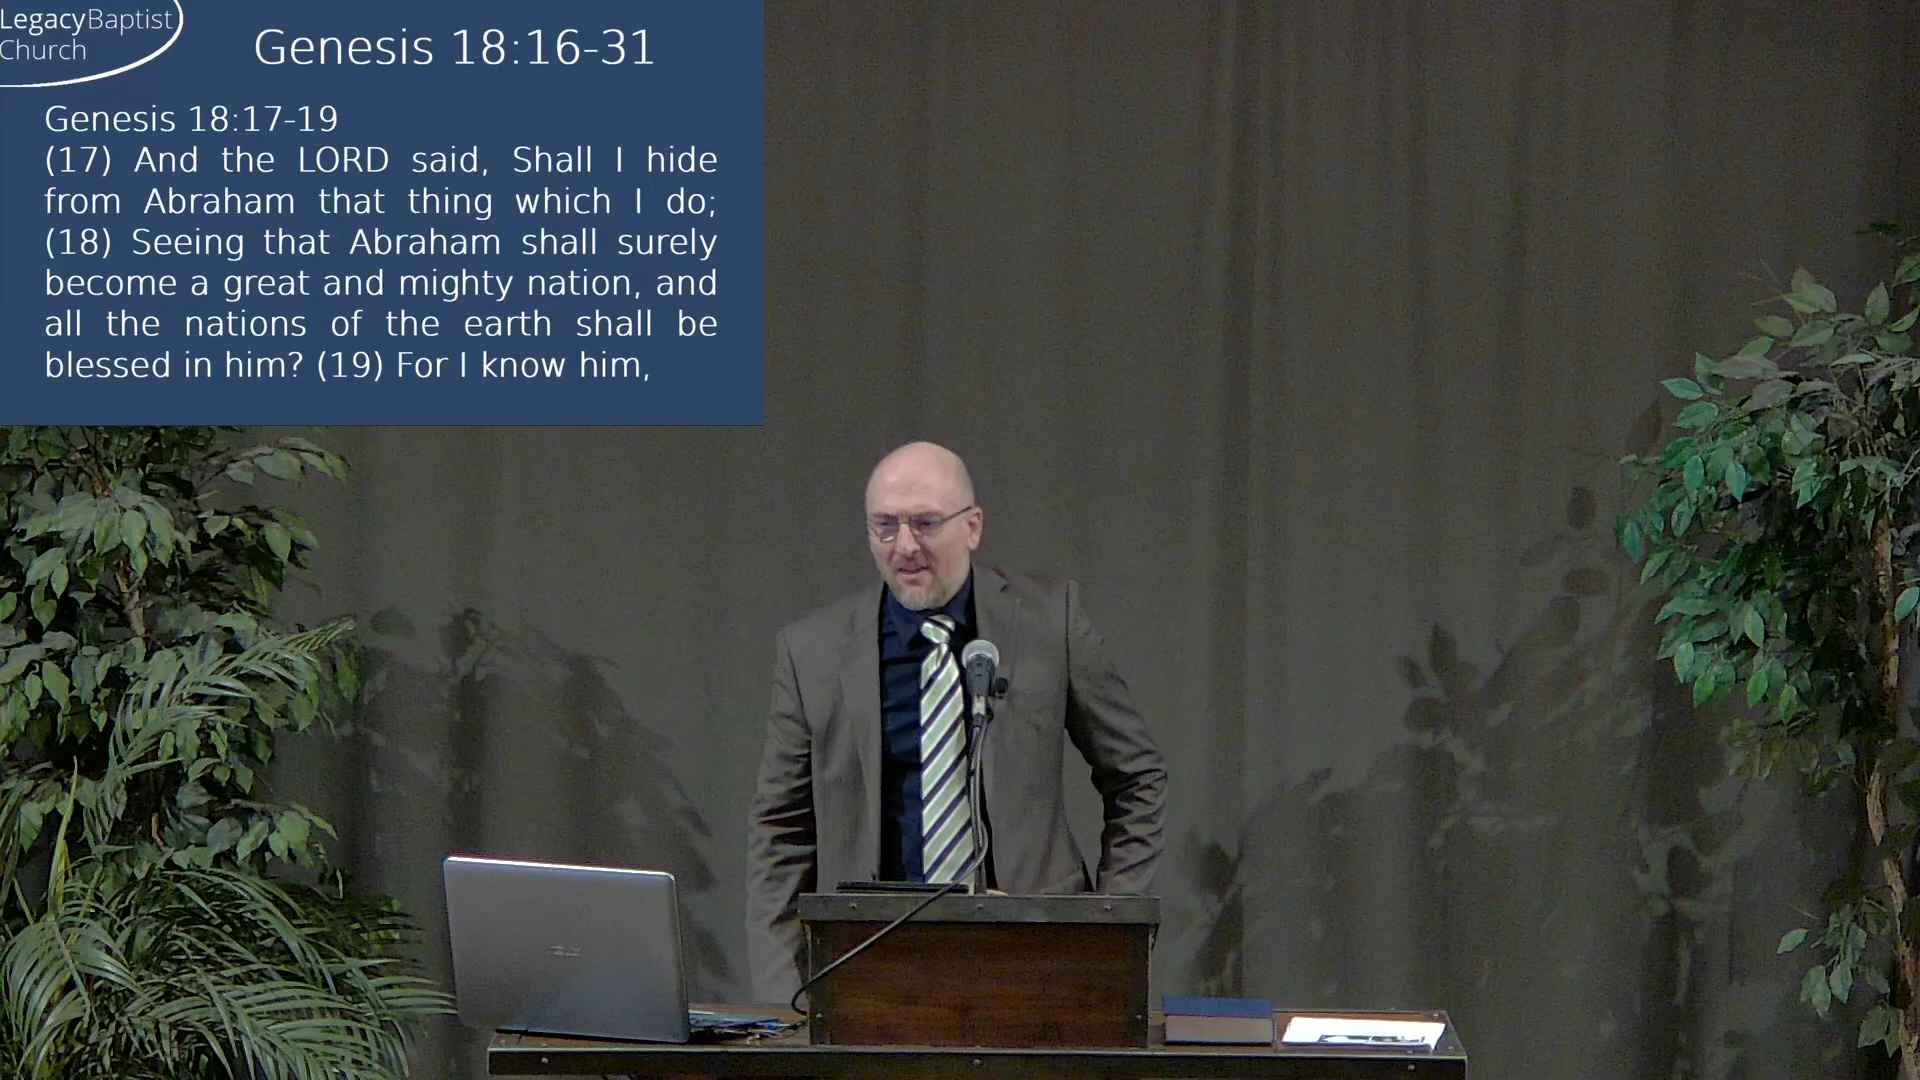 LegacyBaptist
Church
Genesis 18:16-31
Genesis 18:17-19
(17) And the LORD said, Shall I hide
from Abraham that thing which I do;
(18) Seeing that Abraham shall surely
become a great and mighty nation, and
all the nations of the earth shall be
blessed in him? (19) For I know him,